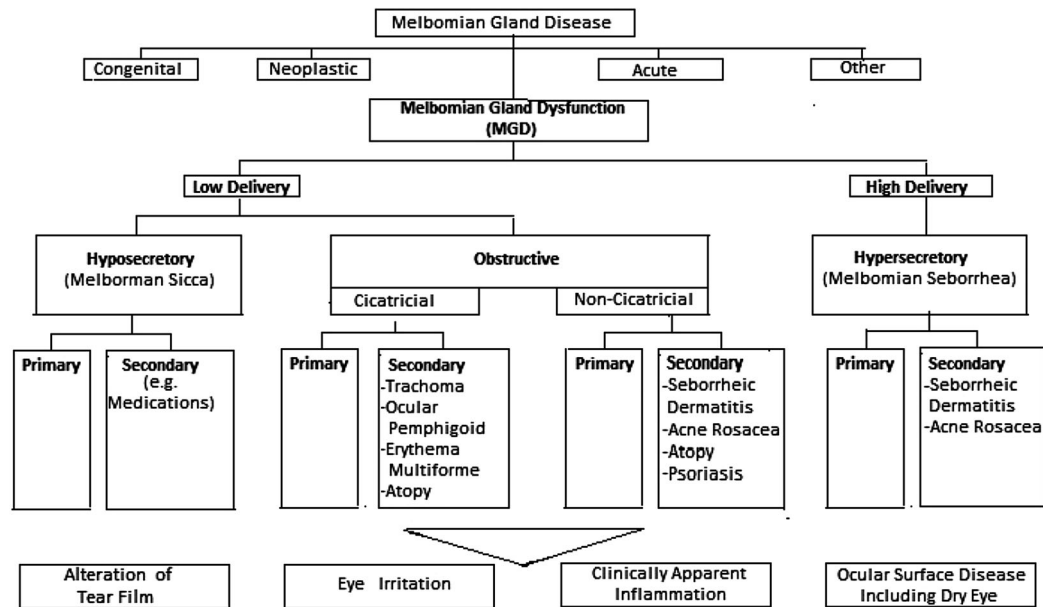 Melbomian Gland Disease
Congenital
Neoplastic
Acute
Other
Melbomian Gland Dysfunction
(MGD)
Low Delivery
High Delivery
Hyposecretory
(Melborman Sicca)
Obstructive
Cicatricial
Non-Cicatricial
Hypersecretory
(Melbomian Seborrhea)
Primary
Secondary
(e.g.
Medications)
Primary
Secondary
-Trachoma
-Ocular
Pemphigoid
-Erythema
Multiforme
-Atopy
Primary
Secondary
-Seborrheic
Dermatitis
-Acne Rosacea
-Atopy
-Psoriasis
Primary
Secondary
-Seborrheic
Dermatitis
-Acne Rosacea
Alteration of
Tear Film
Eye Irritation
Clinically Apparent
Inflammation
Ocular Surface Disease
Including Dry Eye